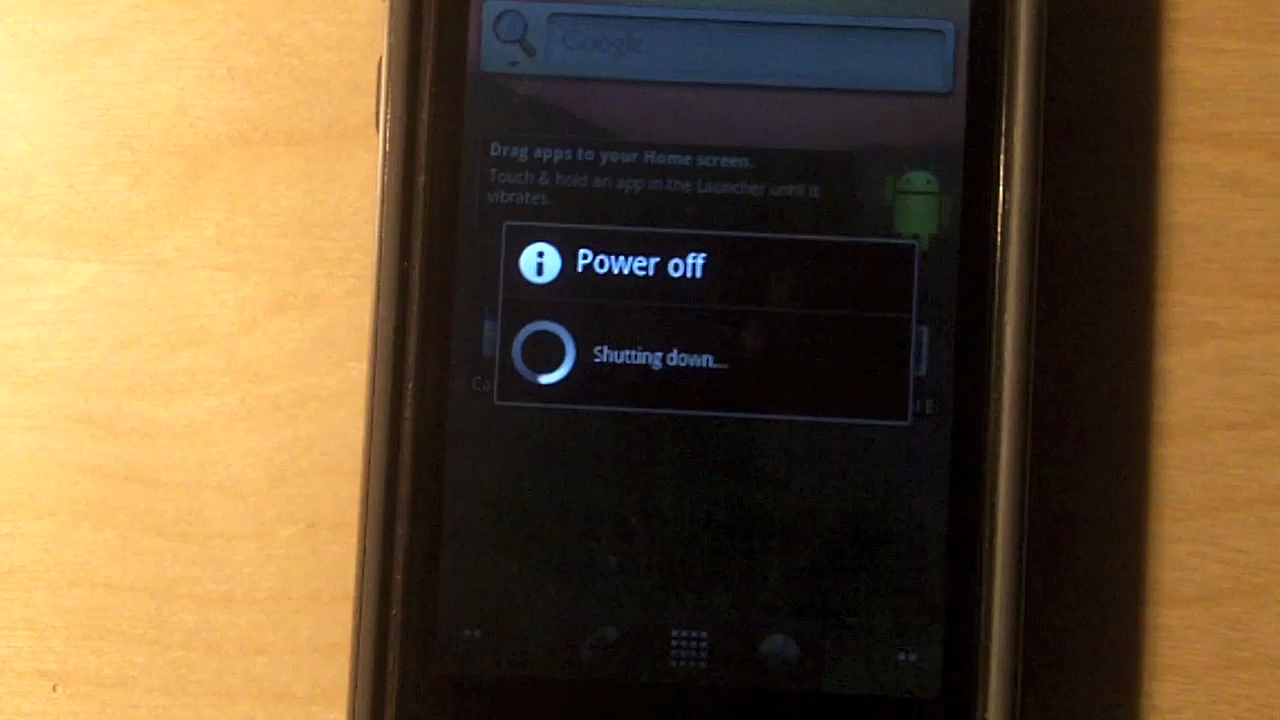 Google
Drag apps to your Home screen.
Touch & hold an app in the Launcher until it
vibrates.
Power off
Shutting down...
Ca